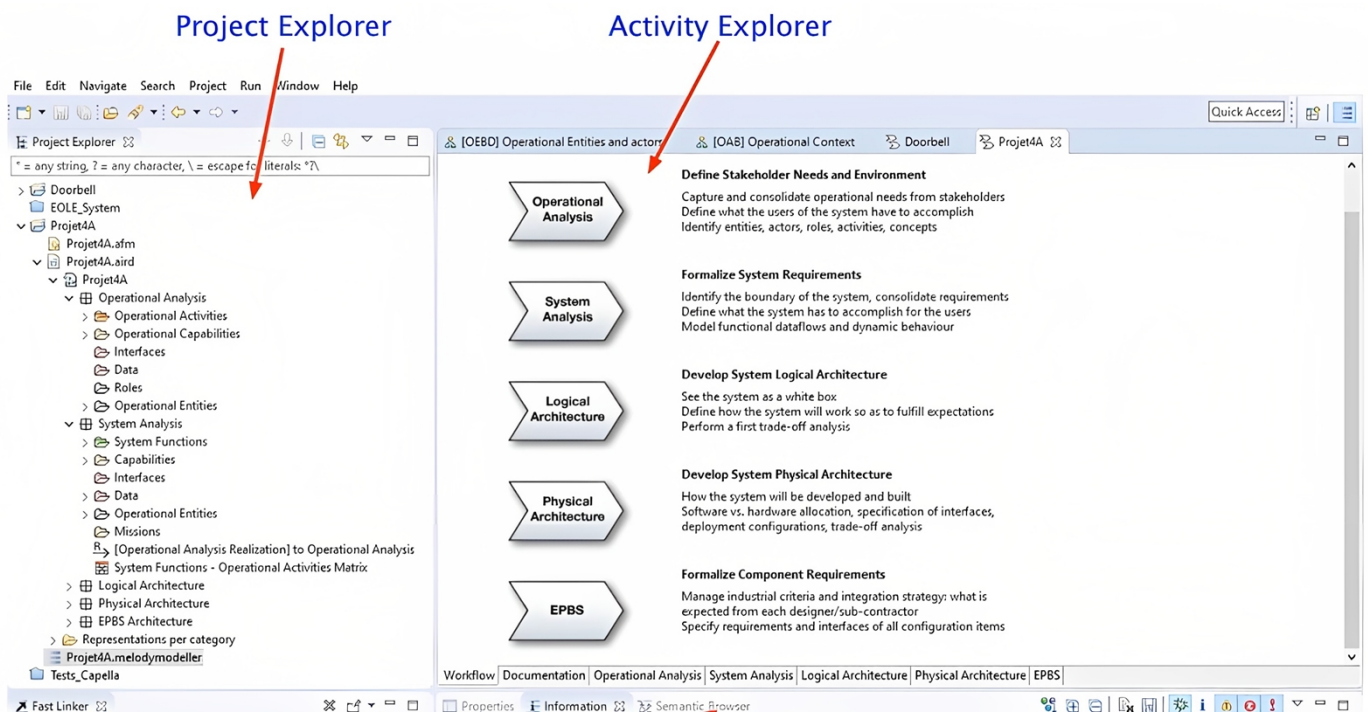 Project Explorer
Activity Explorer
File Edit Navigate Search Project Run Window Help
Quick Access
Project Explorer
* = any string, ? = any character, \ = escape for literals: *?\
Doorbell
EOLE_System
Projet4A
Projet4A.afm
Projet4A.aird
Projet4A
Operational Analysis
Operational Activities
Operational Capabilities
Interfaces
Data
Roles
Operational Entities
System Analysis
System Functions
Capabilities
Interfaces
Data
Operational Entities
Missions
[Operational Analysis Realization] to Operational Analysis
System Functions - Operational Activities Matrix
Logical Architecture
Physical Architecture
EPBS Architecture
Representations per category
Projet4A.melodymodeller
Tests_Capella
Fast Linker
[OEBD] Operational Entities and actors
[OAB] Operational Context
Doorbell
Projet4A
Operational
Analysis
Define Stakeholder Needs and Environment
Capture and consolidate operational needs from stakeholders
Define what the users of the system have to accomplish
Identify entities, actors, roles, activities, concepts
System
Analysis
Formalize System Requirements
Identify the boundary of the system, consolidate requirements
Define what the system has to accomplish for the users
Model functional dataflows and dynamic behaviour
Logical
Architecture
Develop System Logical Architecture
See the system as a white box
Define how the system will work so as to fulfill expectations
Perform a first trade-off analysis
Physical
Architecture
Develop System Physical Architecture
How the system will be developed and built
Software vs. hardware allocation, specification of interfaces,
deployment configurations, trade-off analysis
EPBS
Formalize Component Requirements
Manage industrial criteria and integration strategy: what is
expected from each designer/sub-contractor
Specify requirements and interfaces of all configuration items
Workflow Documentation Operational Analysis System Analysis Logical Architecture Physical Architecture EPBS
Properties Information Semantic Browser